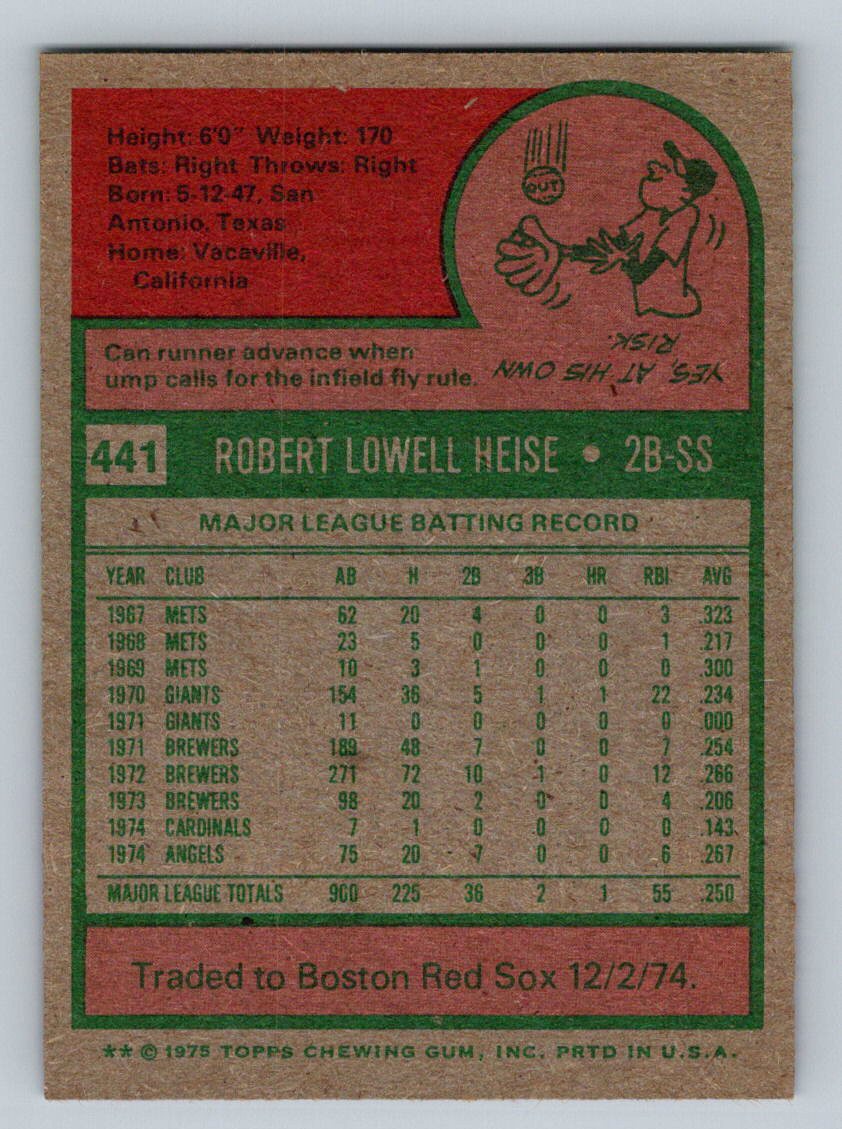 Height: 6'0" Weight: 170
Bats: Right Throws: Right
Born: 5-12-47, San
Antonio, Texas
Home: Vacaville,
California
OUT
Can runner advance when
ump calls for the infield fly rule.
YES, AT HIS OWN
RISK.
441 ROBERT LOWELL HEISE • 2B-SS
MAJOR LEAGUE BATTING RECORD
YEAR CLUB AB H 2B 3B HR RBI AVG
1967 METS 62 20 4 0 0 3 .323
1968 METS 23 5 0 0 0 1 .217
1969 METS 10 3 1 0 0 0 .300
1970 GIANTS 154 36 5 1 1 22 .234
1971 GIANTS 11 0 0 0 0 0 .000
1971 BREWERS 189 48 7 0 0 7 .254
1972 BREWERS 271 72 10 1 0 12 .266
1973 BREWERS 98 20 2 0 0 4 .206
1974 CARDINALS 7 1 0 0 0 0 .143
1974 ANGELS 75 20 7 0 0 6 .267
MAJOR LEAGUE TOTALS 900 225 36 2 1 55 .250
Traded to Boston Red Sox 12/2/74.
** © 1975 TOPPS CHEWING GUM, INC. PRTD IN U.S.A.